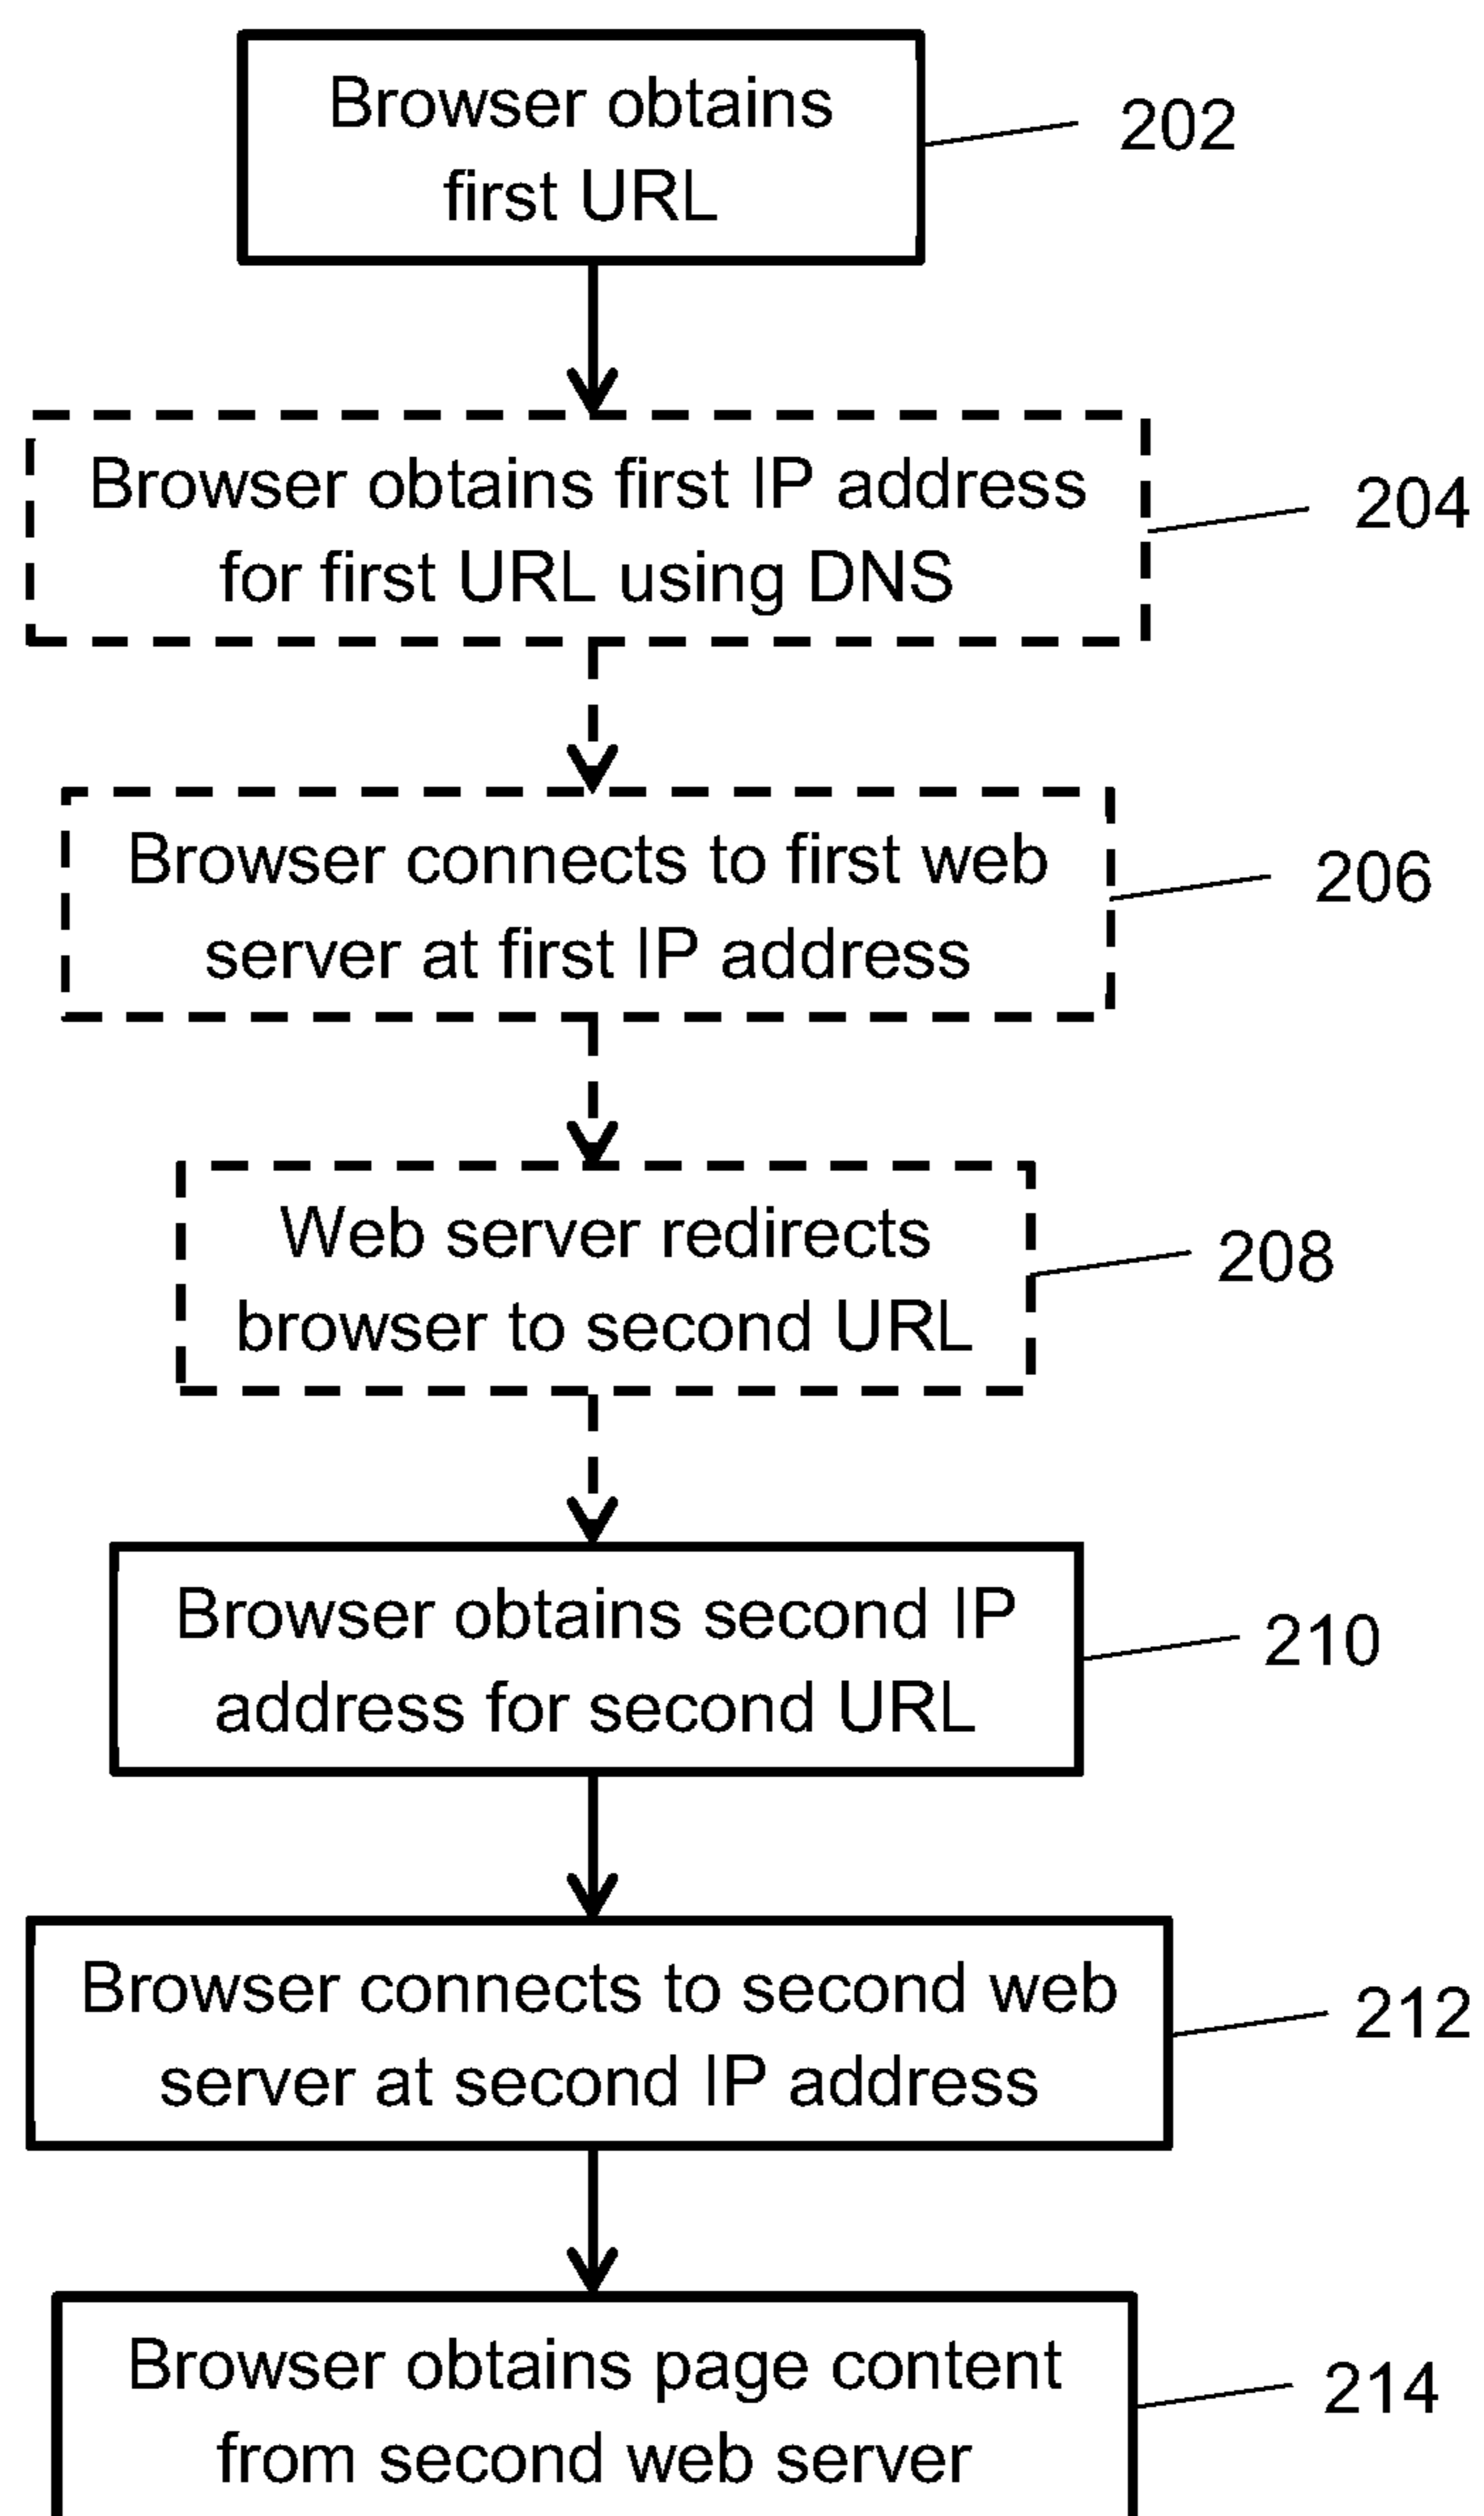 Browser obtains
first URL
202
Browser obtains first IP address
for first URL using DNS
204
Browser connects to first web
server at first IP address
206
Web server redirects
browser to second URL
208
Browser obtains second IP
address for second URL
210
Browser connects to second web
server at second IP address
212
Browser obtains page content
from second web server
214